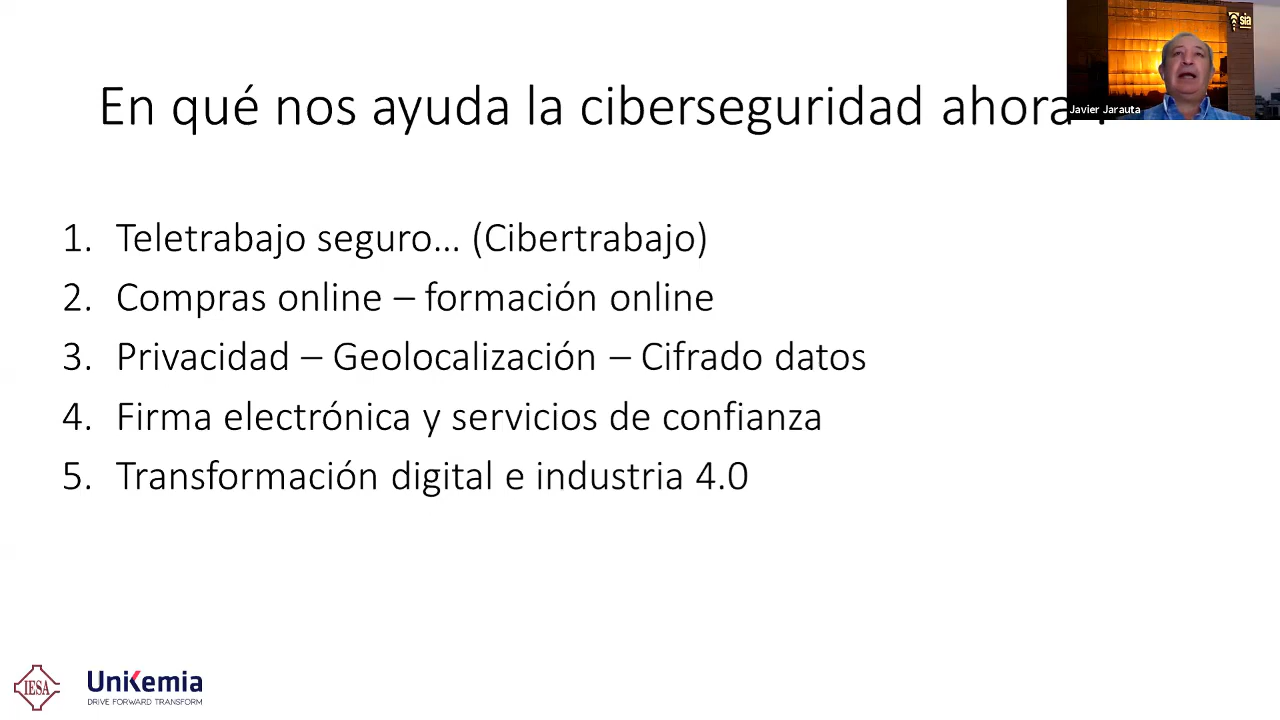 En qué nos ayuda la ciberseguridad ahora ?
sia
Javier Jarauta
1. Teletrabajo seguro... (Cibertrabajo)
2. Compras online – formación online
3. Privacidad – Geolocalización – Cifrado datos
4. Firma electrónica y servicios de confianza
5. Transformación digital e industria 4.0
IESA
UniKemia
DRIVE FORWARD TRANSFORM